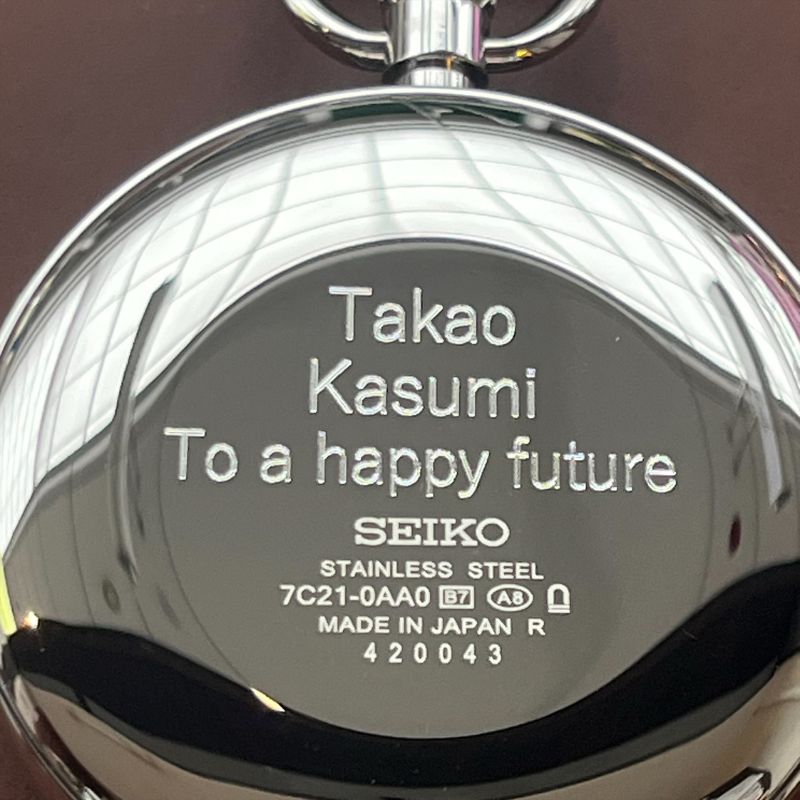 Takao
Kasumi
To a happy future
SEIKO
STAINLESS STEEL
7C21-0AA0 B7 A8
MADE IN JAPAN R
420043